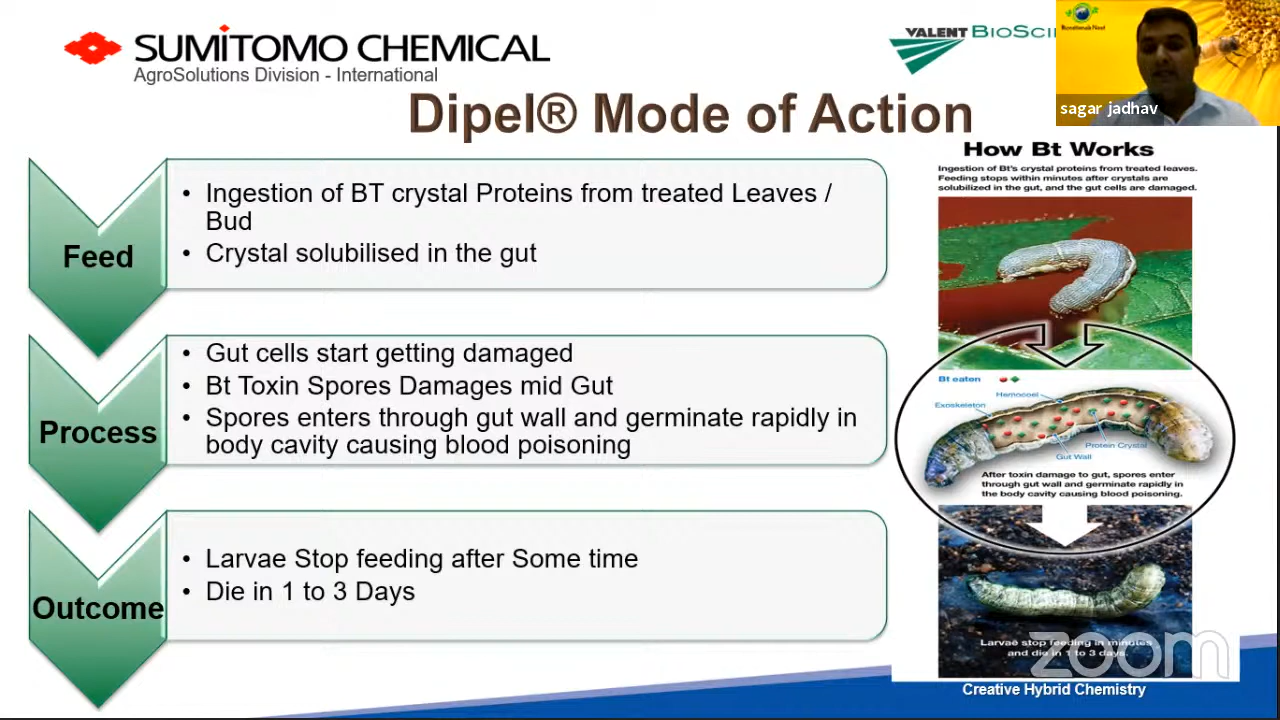 SUMITOMO CHEMICAL
AgroSolutions Division - International
VALENT BIOSCI
sagar jadhav
Dipel® Mode of Action
Feed
• Ingestion of BT crystal Proteins from treated Leaves /
Bud
• Crystal solubilised in the gut
Process
• Gut cells start getting damaged
• Bt Toxin Spores Damages mid Gut
• Spores enters through gut wall and germinate rapidly in
body cavity causing blood poisoning
Outcome
• Larvae Stop feeding after Some time
• Die in 1 to 3 Days
How Bt Works
Ingestion of Bt's crystal proteins from treated leaves.
Feeding stops within minutes after crystals are
solubilized in the gut, and the gut cells are damaged.
Bt eaten
Hemocoel
Exoskeleton
Protein Crystal
Gut Wall
After toxin damage to gut, spores enter
through gut wall and germinate rapidly in
the body cavity causing blood poisoning.
Larvae stop feeding in minutes
and die in 1 to 3 days.
zoom
Creative Hybrid Chemistry